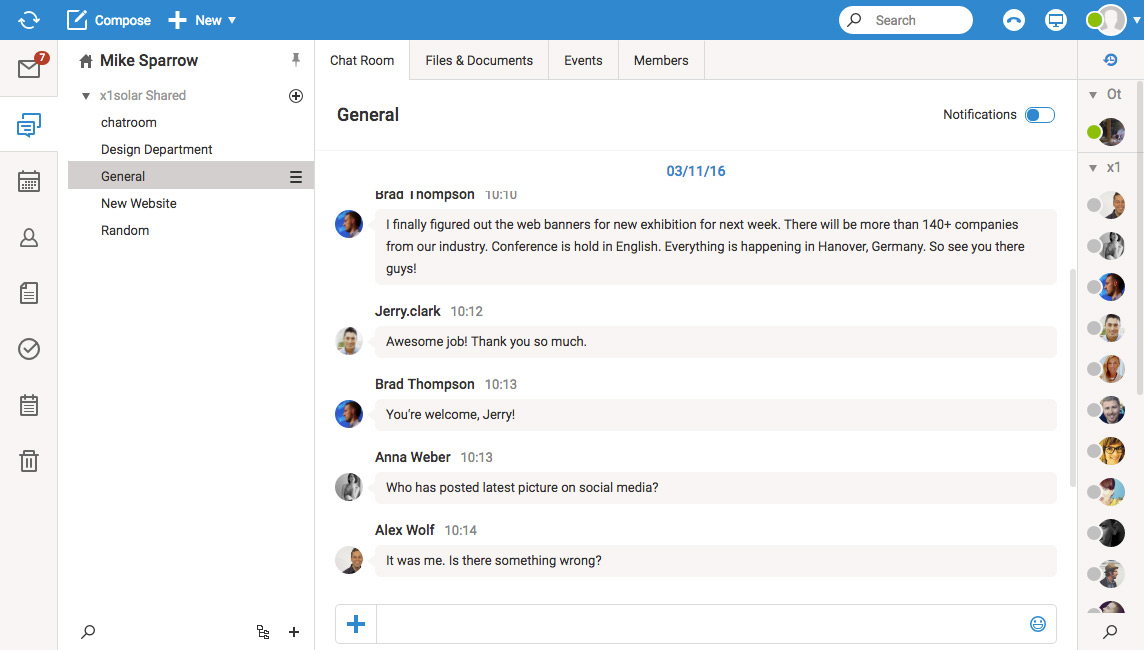 Compose
New
Search
7
Mike Sparrow
x1solar Shared
chatroom
Design Department
General
New Website
Random
Chat Room
Files & Documents
Events
Members
General
Notifications
03/11/16
Brad Thompson 10:10
I finally figured out the web banners for new exhibition for next week. There will be more than 140+ companies
from our industry. Conference is hold in English. Everything is happening in Hanover, Germany. So see you there
guys!
Jerry.clark 10:12
Awesome job! Thank you so much.
Brad Thompson 10:13
You're welcome, Jerry!
Anna Weber 10:13
Who has posted latest picture on social media?
Alex Wolf 10:14
It was me. Is there something wrong?
Ot
x1